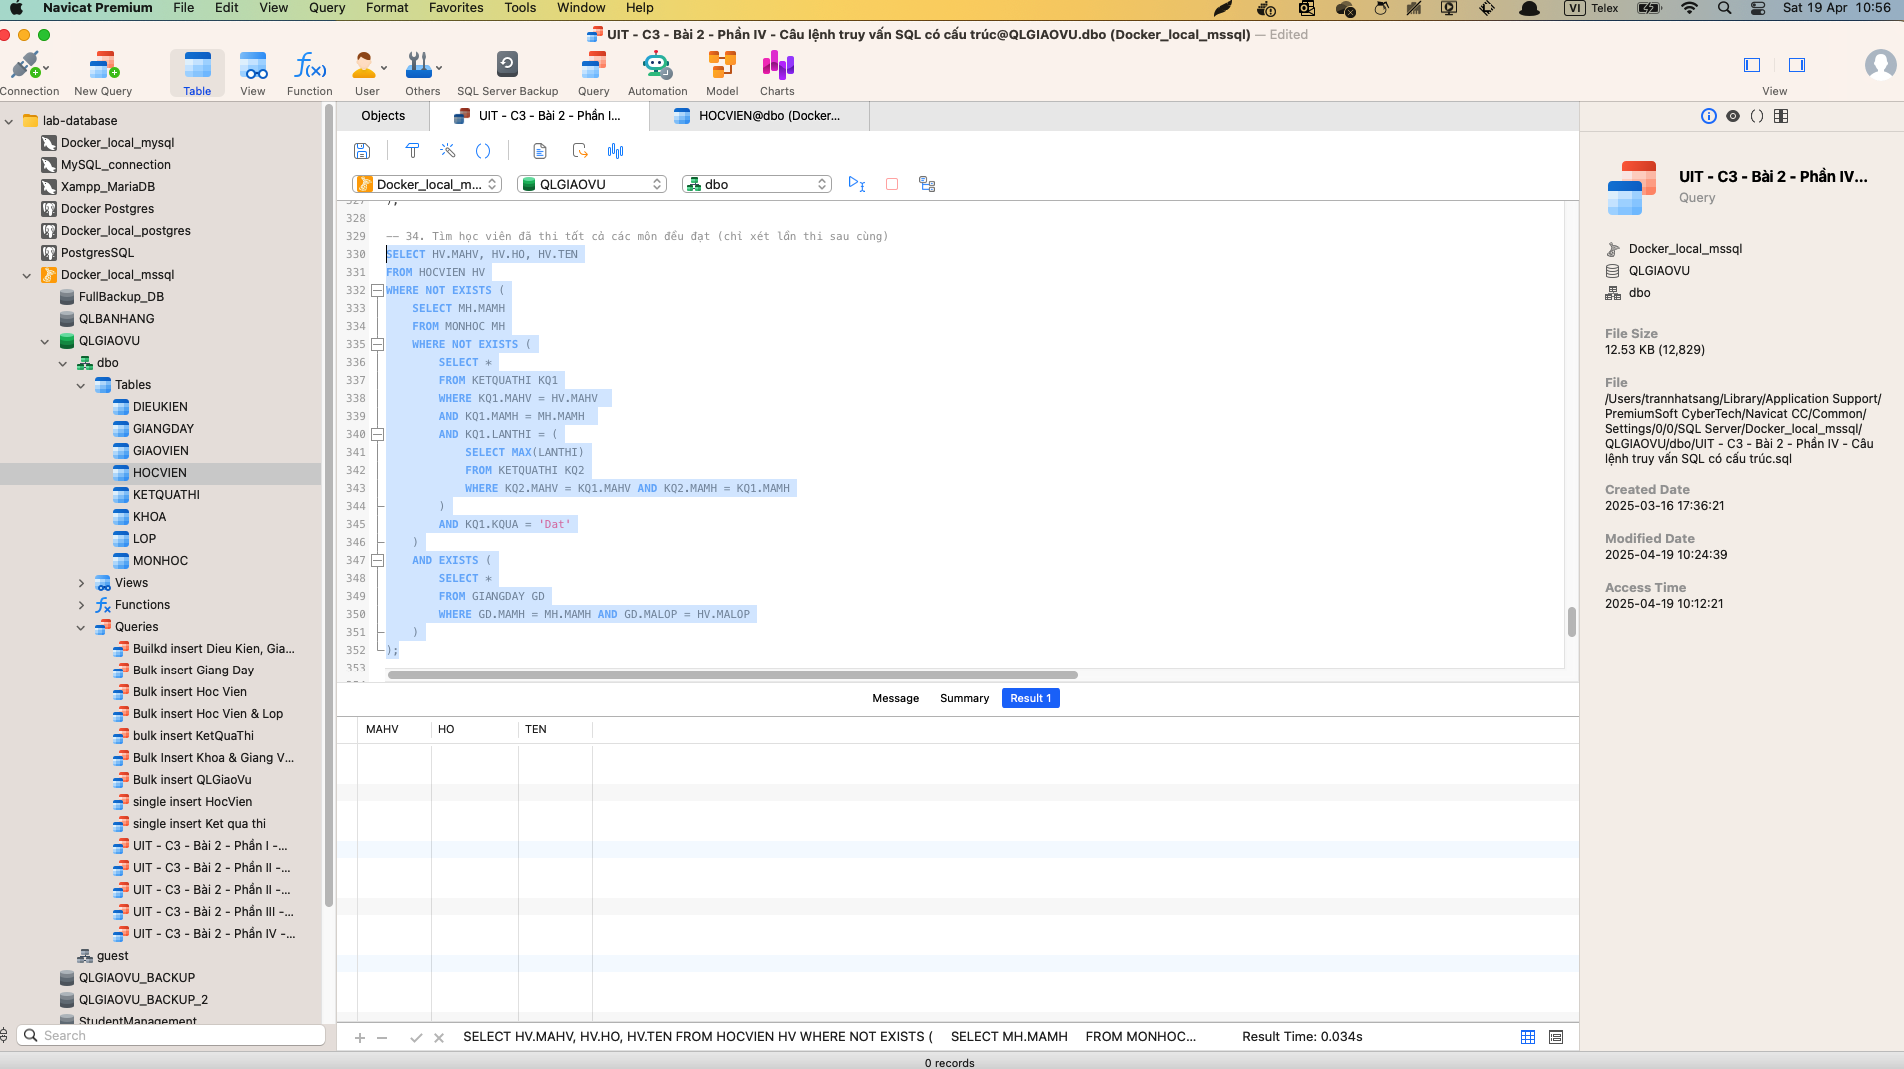 Navicat Premium File Edit View Query Format Favorites Tools Window Help VI Telex Sat 19 Apr 10:56
UIT - C3 - Bài 2 - Phần IV - Câu lệnh truy vấn SQL có cấu trúc@QLGIAOVU.dbo (Docker_local_mssql) — Edited
Connection New Query Table View Function User Others SQL Server Backup Query Automation Model Charts View
lab-database
Docker_local_mysql
MySQL_connection
Xampp_MariaDB
Docker Postgres
Docker_local_postgres
PostgresSQL
Docker_local_mssql
FullBackup_DB
QLBANHANG
QLGIAOVU
dbo
Tables
DIEUKIEN
GIANGDAY
GIAOVIEN
HOCVIEN
KETQUATHI
KHOA
LOP
MONHOC
Views
Functions
Queries
Builkd insert Dieu Kien, Gia...
Bulk insert Giang Day
Bulk insert Hoc Vien
Bulk insert Hoc Vien & Lop
bulk insert KetQuaThi
Bulk Insert Khoa & Giang V...
Bulk insert QLGiaoVu
single insert HocVien
single insert Ket qua thi
UIT - C3 - Bài 2 - Phần I -...
UIT - C3 - Bài 2 - Phần II -...
UIT - C3 - Bài 2 - Phần II -...
UIT - C3 - Bài 2 - Phần III -...
UIT - C3 - Bài 2 - Phần IV -...
guest
QLGIAOVU_BACKUP
QLGIAOVU_BACKUP_2
StudentManagement
Search
Objects UIT - C3 - Bài 2 - Phần I... HOCVIEN@dbo (Docker...
Docker_local_m... QLGIAOVU dbo
327 );
328
329 -- 34. Tìm học viên đã thi tất cả các môn đều đạt (chỉ xét lần thi sau cùng)
330 SELECT HV.MAHV, HV.HO, HV.TEN
331 FROM HOCVIEN HV
332 WHERE NOT EXISTS (
333 SELECT MH.MAMH
334 FROM MONHOC MH
335 WHERE NOT EXISTS (
336 SELECT *
337 FROM KETQUATHI KQ1
338 WHERE KQ1.MAHV = HV.MAHV
339 AND KQ1.MAMH = MH.MAMH
340 AND KQ1.LANTHI = (
341 SELECT MAX(LANTHI)
342 FROM KETQUATHI KQ2
343 WHERE KQ2.MAHV = KQ1.MAHV AND KQ2.MAMH = KQ1.MAMH
344 )
345 AND KQ1.KQUA = 'Dat'
346 )
347 AND EXISTS (
348 SELECT *
349 FROM GIANGDAY GD
350 WHERE GD.MAMH = MH.MAMH AND GD.MALOP = HV.MALOP
351 )
352 );
353
Message Summary Result 1
MAHV HO TEN
SELECT HV.MAHV, HV.HO, HV.TEN FROM HOCVIEN HV WHERE NOT EXISTS ( SELECT MH.MAMH FROM MONHOC... Result Time: 0.034s
0 records
UIT - C3 - Bài 2 - Phần IV...
Query
Docker_local_mssql
QLGIAOVU
dbo
File Size
12.53 KB (12,829)
File
/Users/trannhatsang/Library/Application Support/
PremiumSoft CyberTech/Navicat CC/Common/
Settings/0/0/SQL Server/Docker_local_mssql/
QLGIAOVU/dbo/UIT - C3 - Bài 2 - Phần IV - Câu
lệnh truy vấn SQL có cấu trúc.sql
Created Date
2025-03-16 17:36:21
Modified Date
2025-04-19 10:24:39
Access Time
2025-04-19 10:12:21